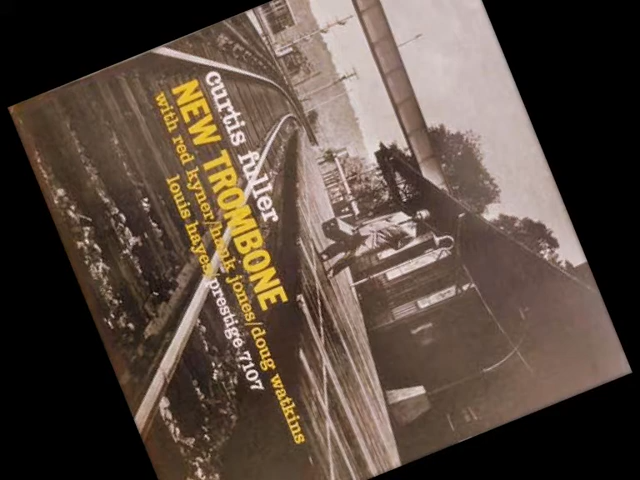 curtis fuller
NEW TROMBONE
with red kyner/hank jones/doug watkins
louis hayes/prestige 7107